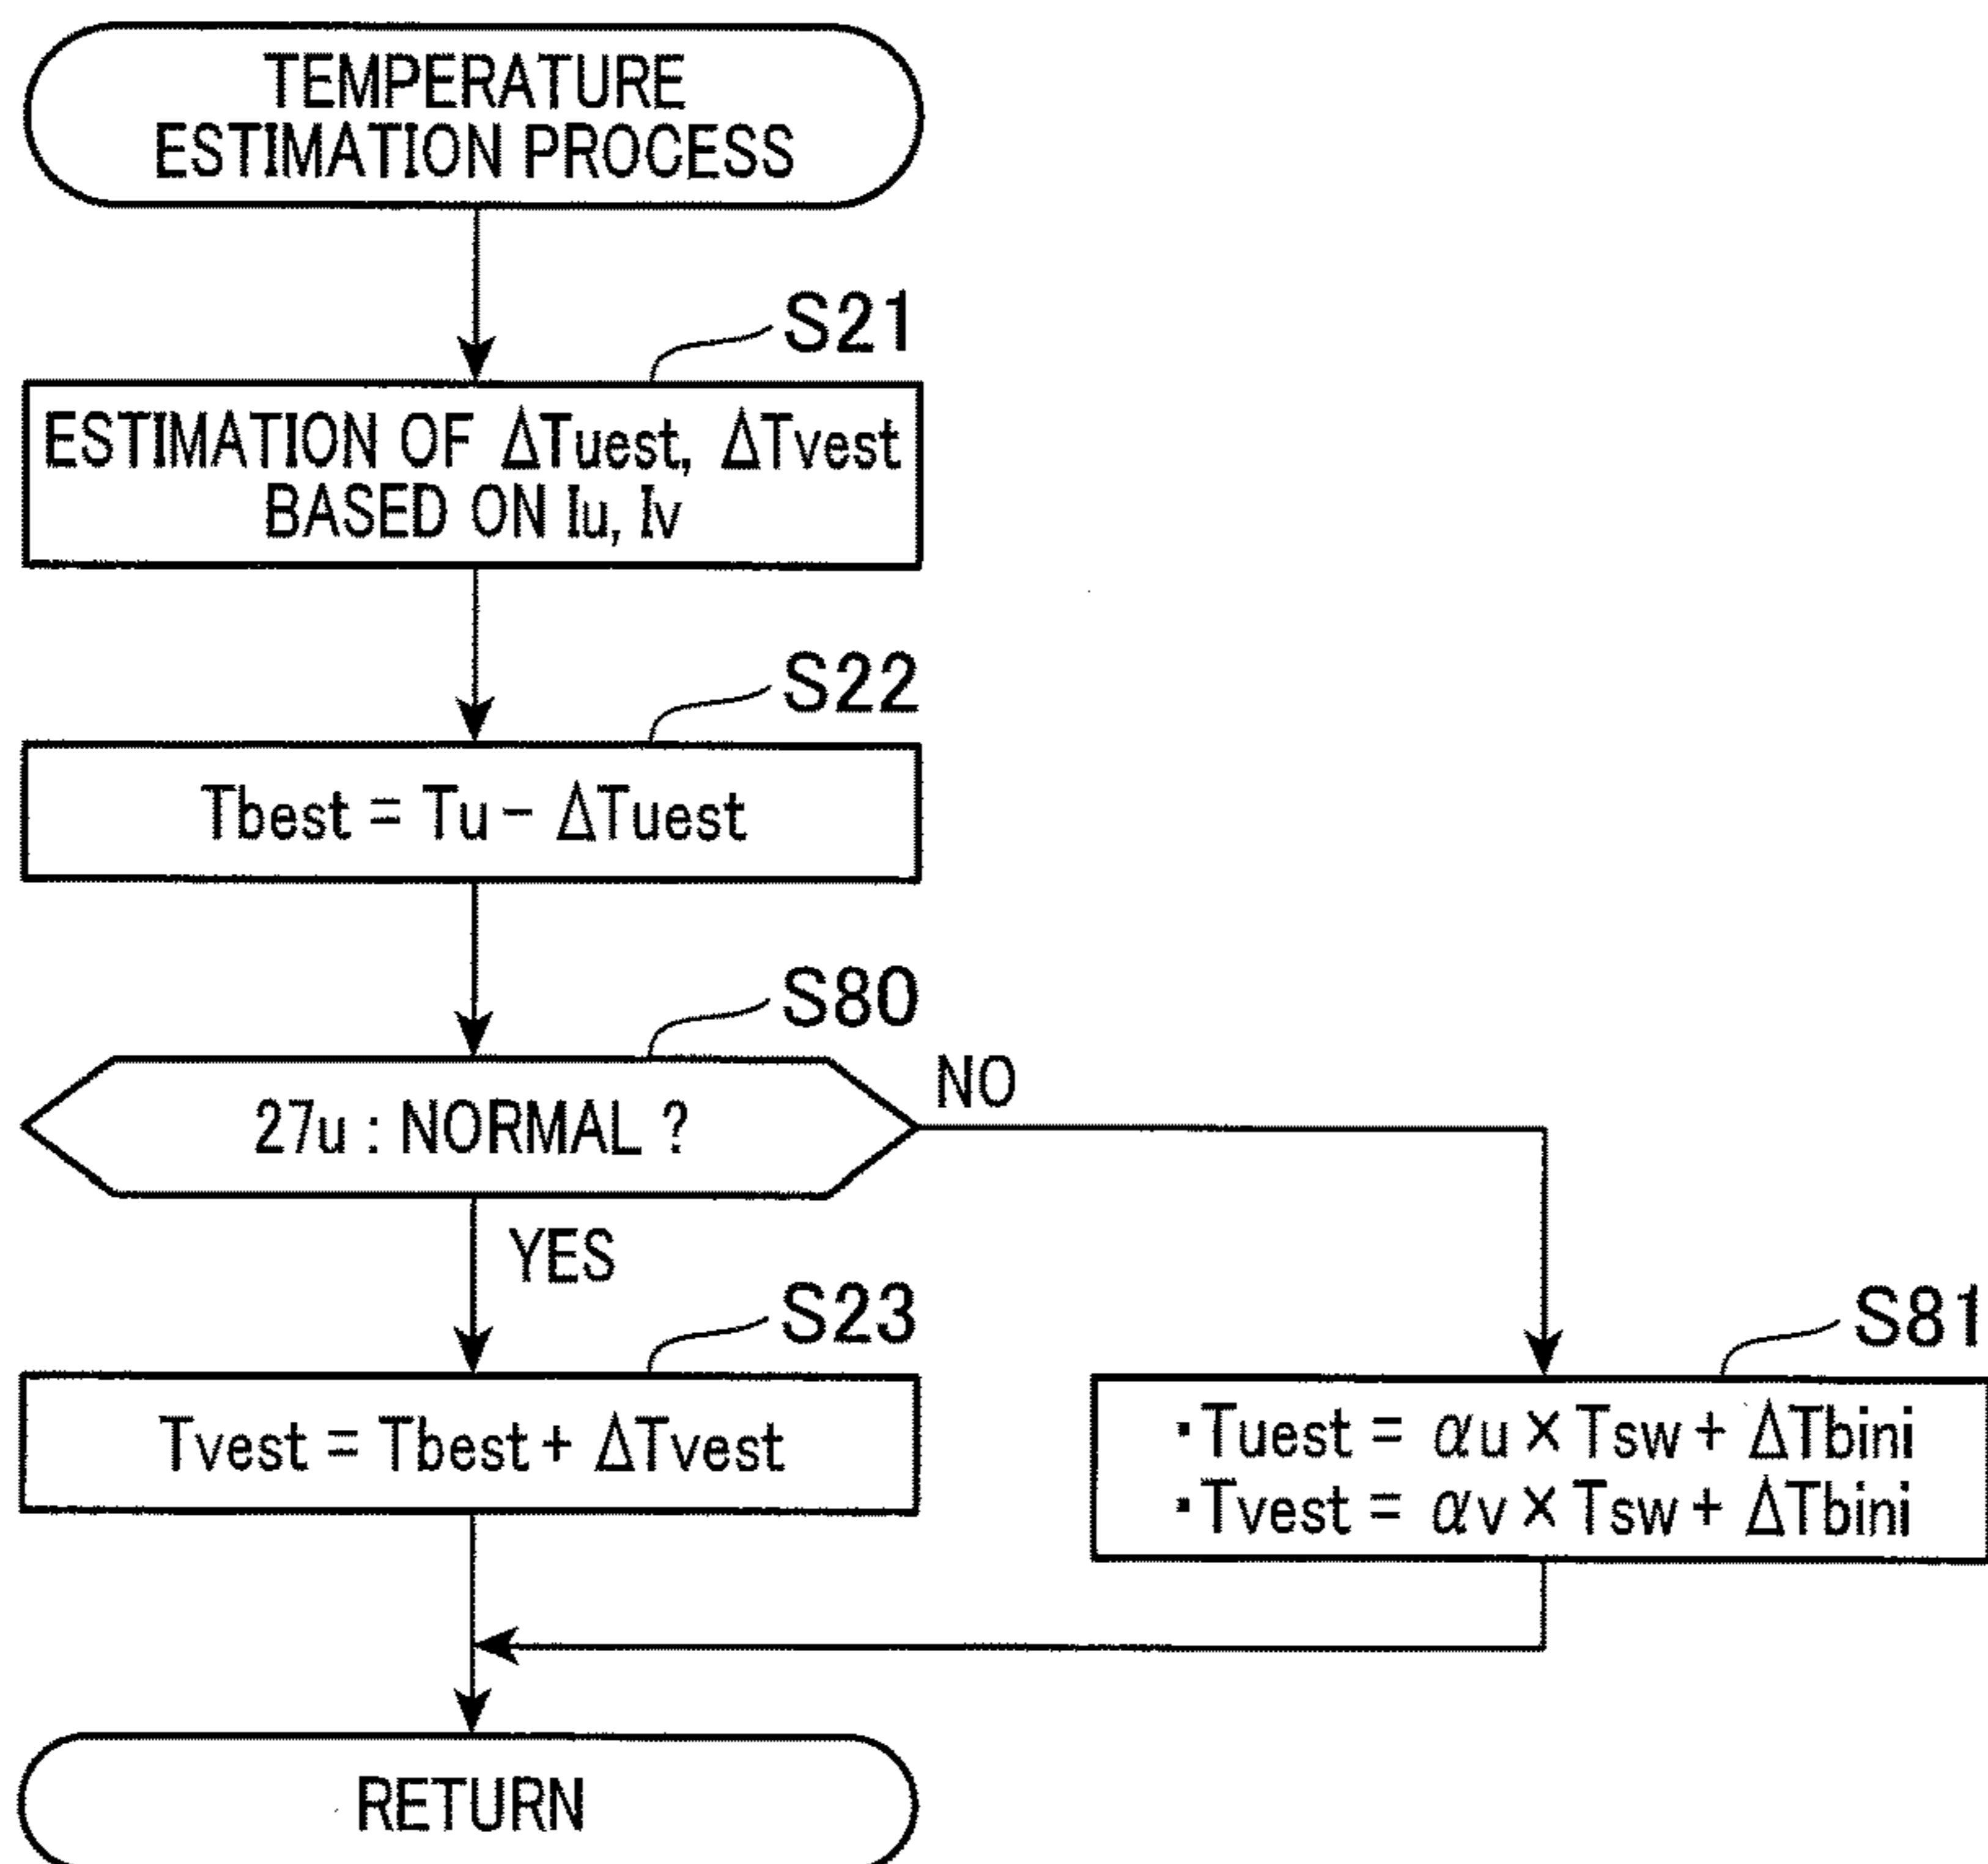 TEMPERATURE
ESTIMATION PROCESS
S21
ESTIMATION OF ΔTuest, ΔTvest
BASED ON Iu, Iv
S22
Tbest = Tu - ΔTuest
S80
27u : NORMAL ?
NO
YES
S23
Tvest = Tbest + ΔTvest
S81
・Tuest = αu × Tsw + ΔTbini
・Tvest = αv × Tsw + ΔTbini
RETURN